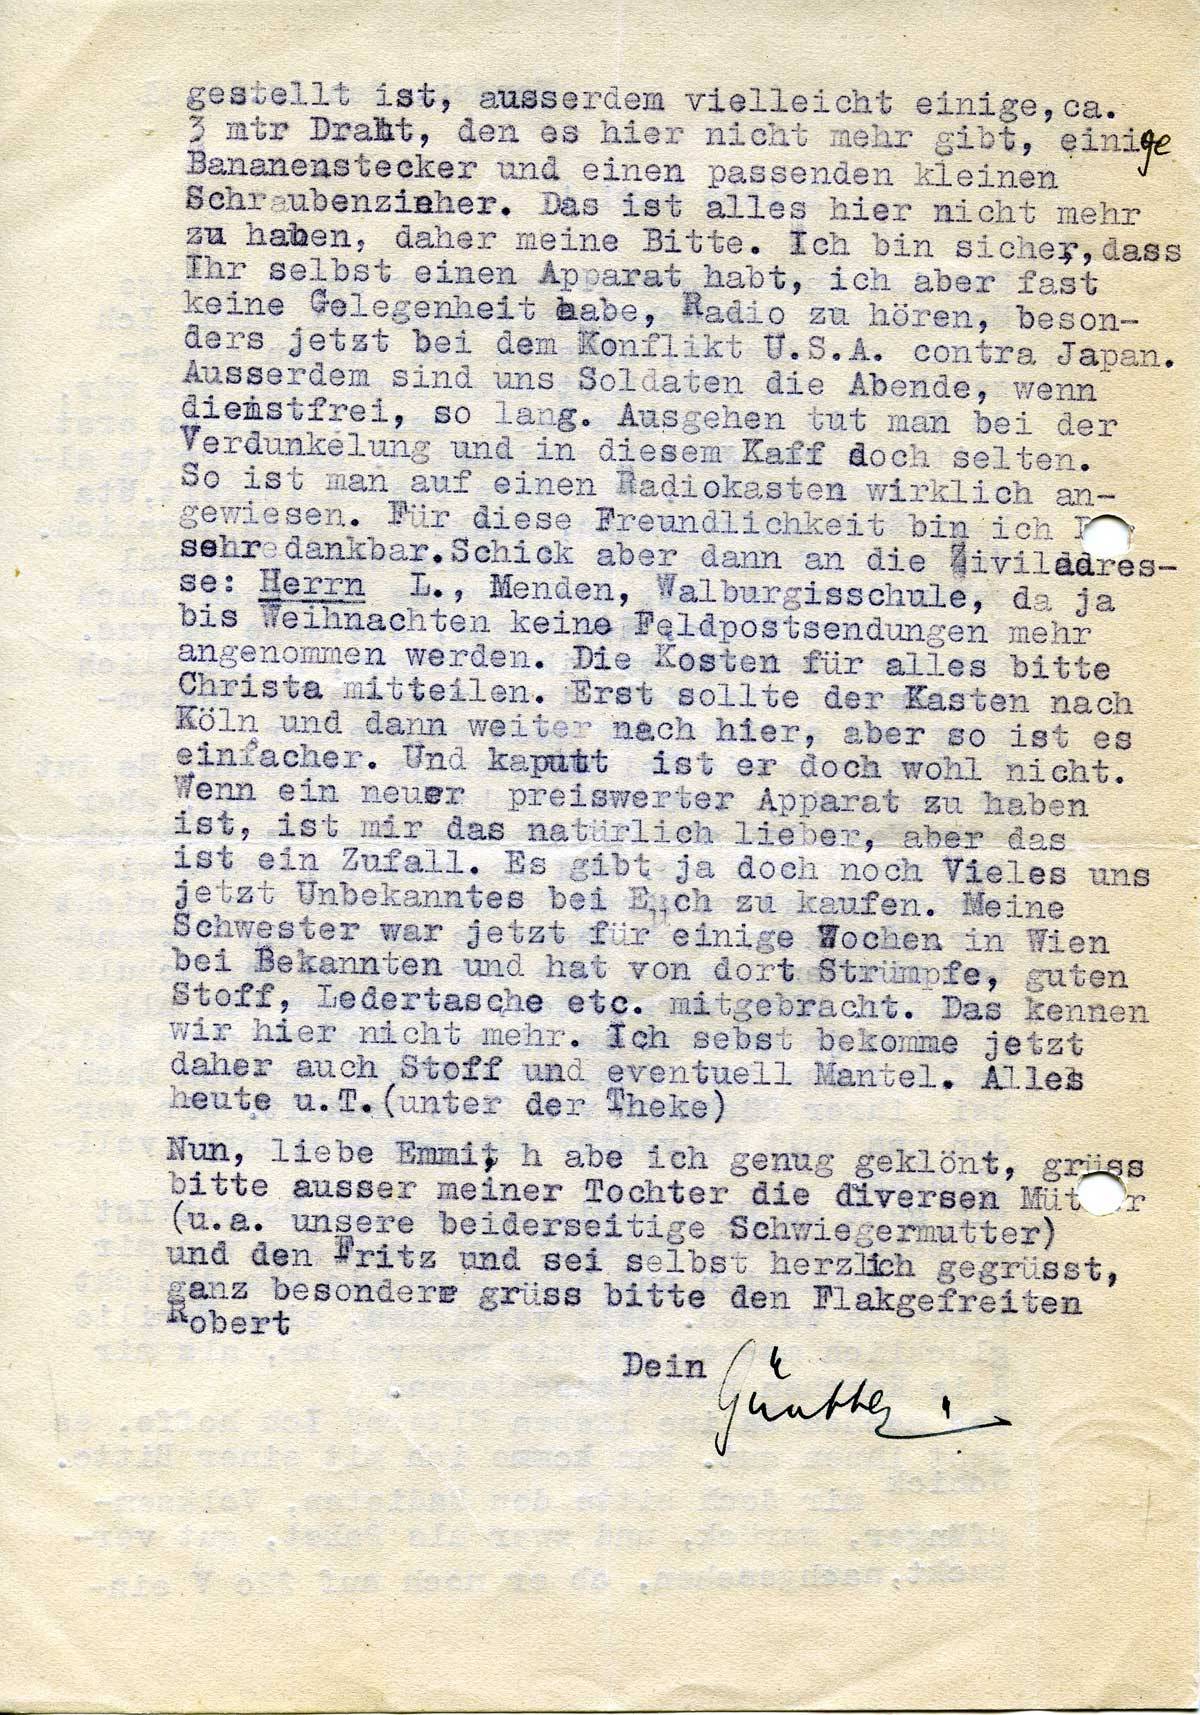 gestellt ist, ausserdem vielleicht einige, ca.
3 mtr Draht, den es hier nicht mehr gibt, einige
Bananenstecker und einen passenden kleinen
Schraubenzieher. Das ist alles hier nicht mehr
zu haben, daher meine Bitte. Ich bin sicher, dass
Ihr selbst einen Apparat habt, ich aber fast
keine Gelegenheit habe, Radio zu hören, beson-
ders jetzt bei dem Konflikt U.S.A. contra Japan.
Ausserdem sind uns Soldaten die Abende, wenn
dienstfrei, so lang. Ausgehen tut man bei der
Verdunkelung und in diesem Kaff doch selten.
So ist man auf einen Radiokasten wirklich an-
gewiesen. Für diese Freundlichkeit bin ich
sehr dankbar. Schick aber dann an die Ziviladres-
se: Herrn L., Menden, Walburgisschule, da ja
bis Weihnachten keine Feldpostsendungen mehr
angenommen werden. Die Kosten für alles bitte
Christa mitteilen. Erst sollte der Kasten nach
Köln und dann weiter nach hier, aber so ist es
einfacher. Und kaputt ist er doch wohl nicht.
Wenn ein neuer preiswerter Apparat zu haben
ist, ist mir das natürlich lieber, aber das
ist ein Zufall. Es gibt ja doch noch Vieles uns
jetzt Unbekanntes bei Euch zu kaufen. Meine
Schwester war jetzt für einige Wochen in Wien
bei Bekannten und hat von dort Strümpfe, guten
Stoff, Ledertasche etc. mitgebracht. Das kennen
wir hier nicht mehr. Ich sebst bekomme jetzt
daher auch Stoff und eventuell Mantel. Alles
heute u.T.(unter der Theke)
Nun, liebe Emmi, h abe ich genug geklönt, grüss
bitte ausser meiner Tochter die diversen Mütter
(u.a. unsere beiderseitige Schwiegermutter)
und den Fritz und sei selbst herzlich gegrüsst,
ganz besonders grüss bitte den Flakgefreiten
Robert
Dein Günther